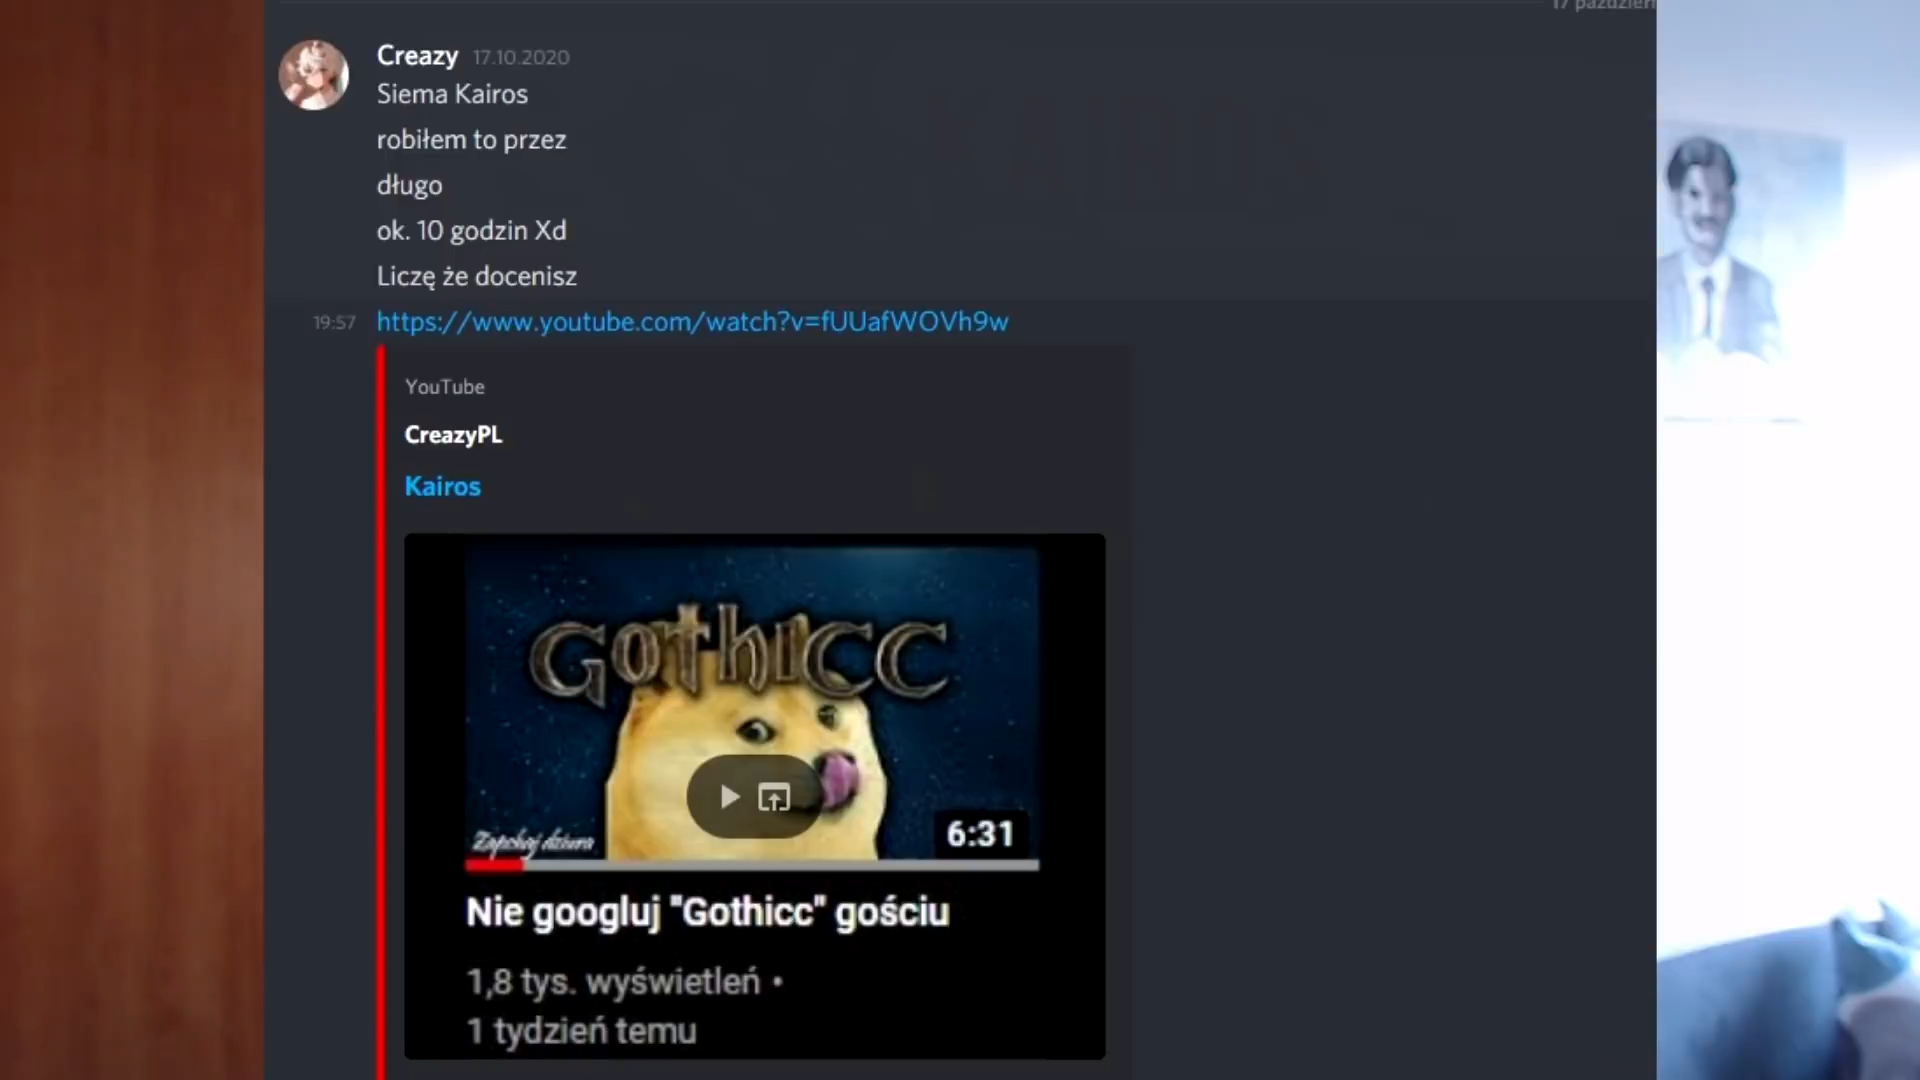 Creazy 17.10.2020
Siema Kairos
robiłem to przez
długo
ok. 10 godzin Xd
Liczę że docenisz
19:57 https://www.youtube.com/watch?v=fUUafWOVh9w
YouTube
CreazyPL
Kairos
GothicC
6:31
Nie googluj "Gothicc" gościu
1,8 tys. wyświetleń •
1 tydzień temu